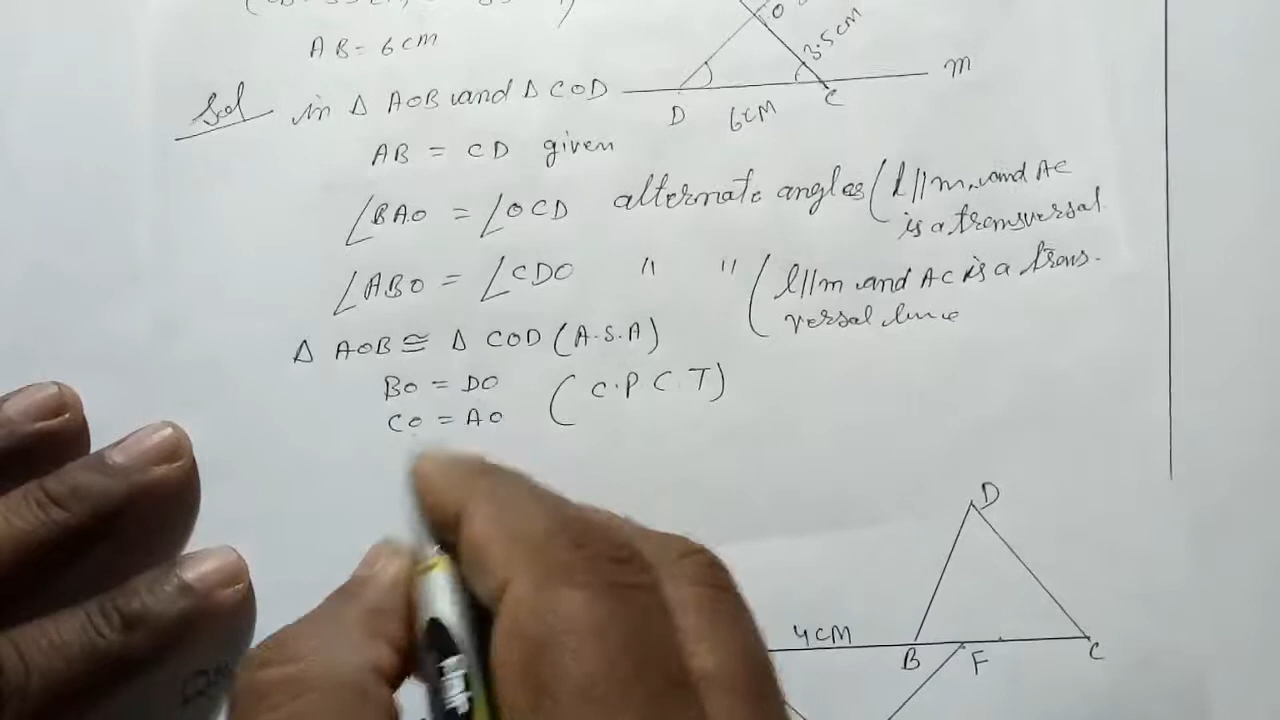 AB = 6cm
Sol in Δ AOB and Δ COD
AB = CD given
∠BAO = ∠OCD alternate angles (l||m, and AC
is a transversal
∠ABO = ∠CDO " " (l||m and AC is a trans-
versal line
Δ AOB ≅ Δ COD (A.S.A)
BO = DO (C.P.C.T)
CO = AO
O
3.5cm
m
D
6cm
C
D
4cm
B
F
C